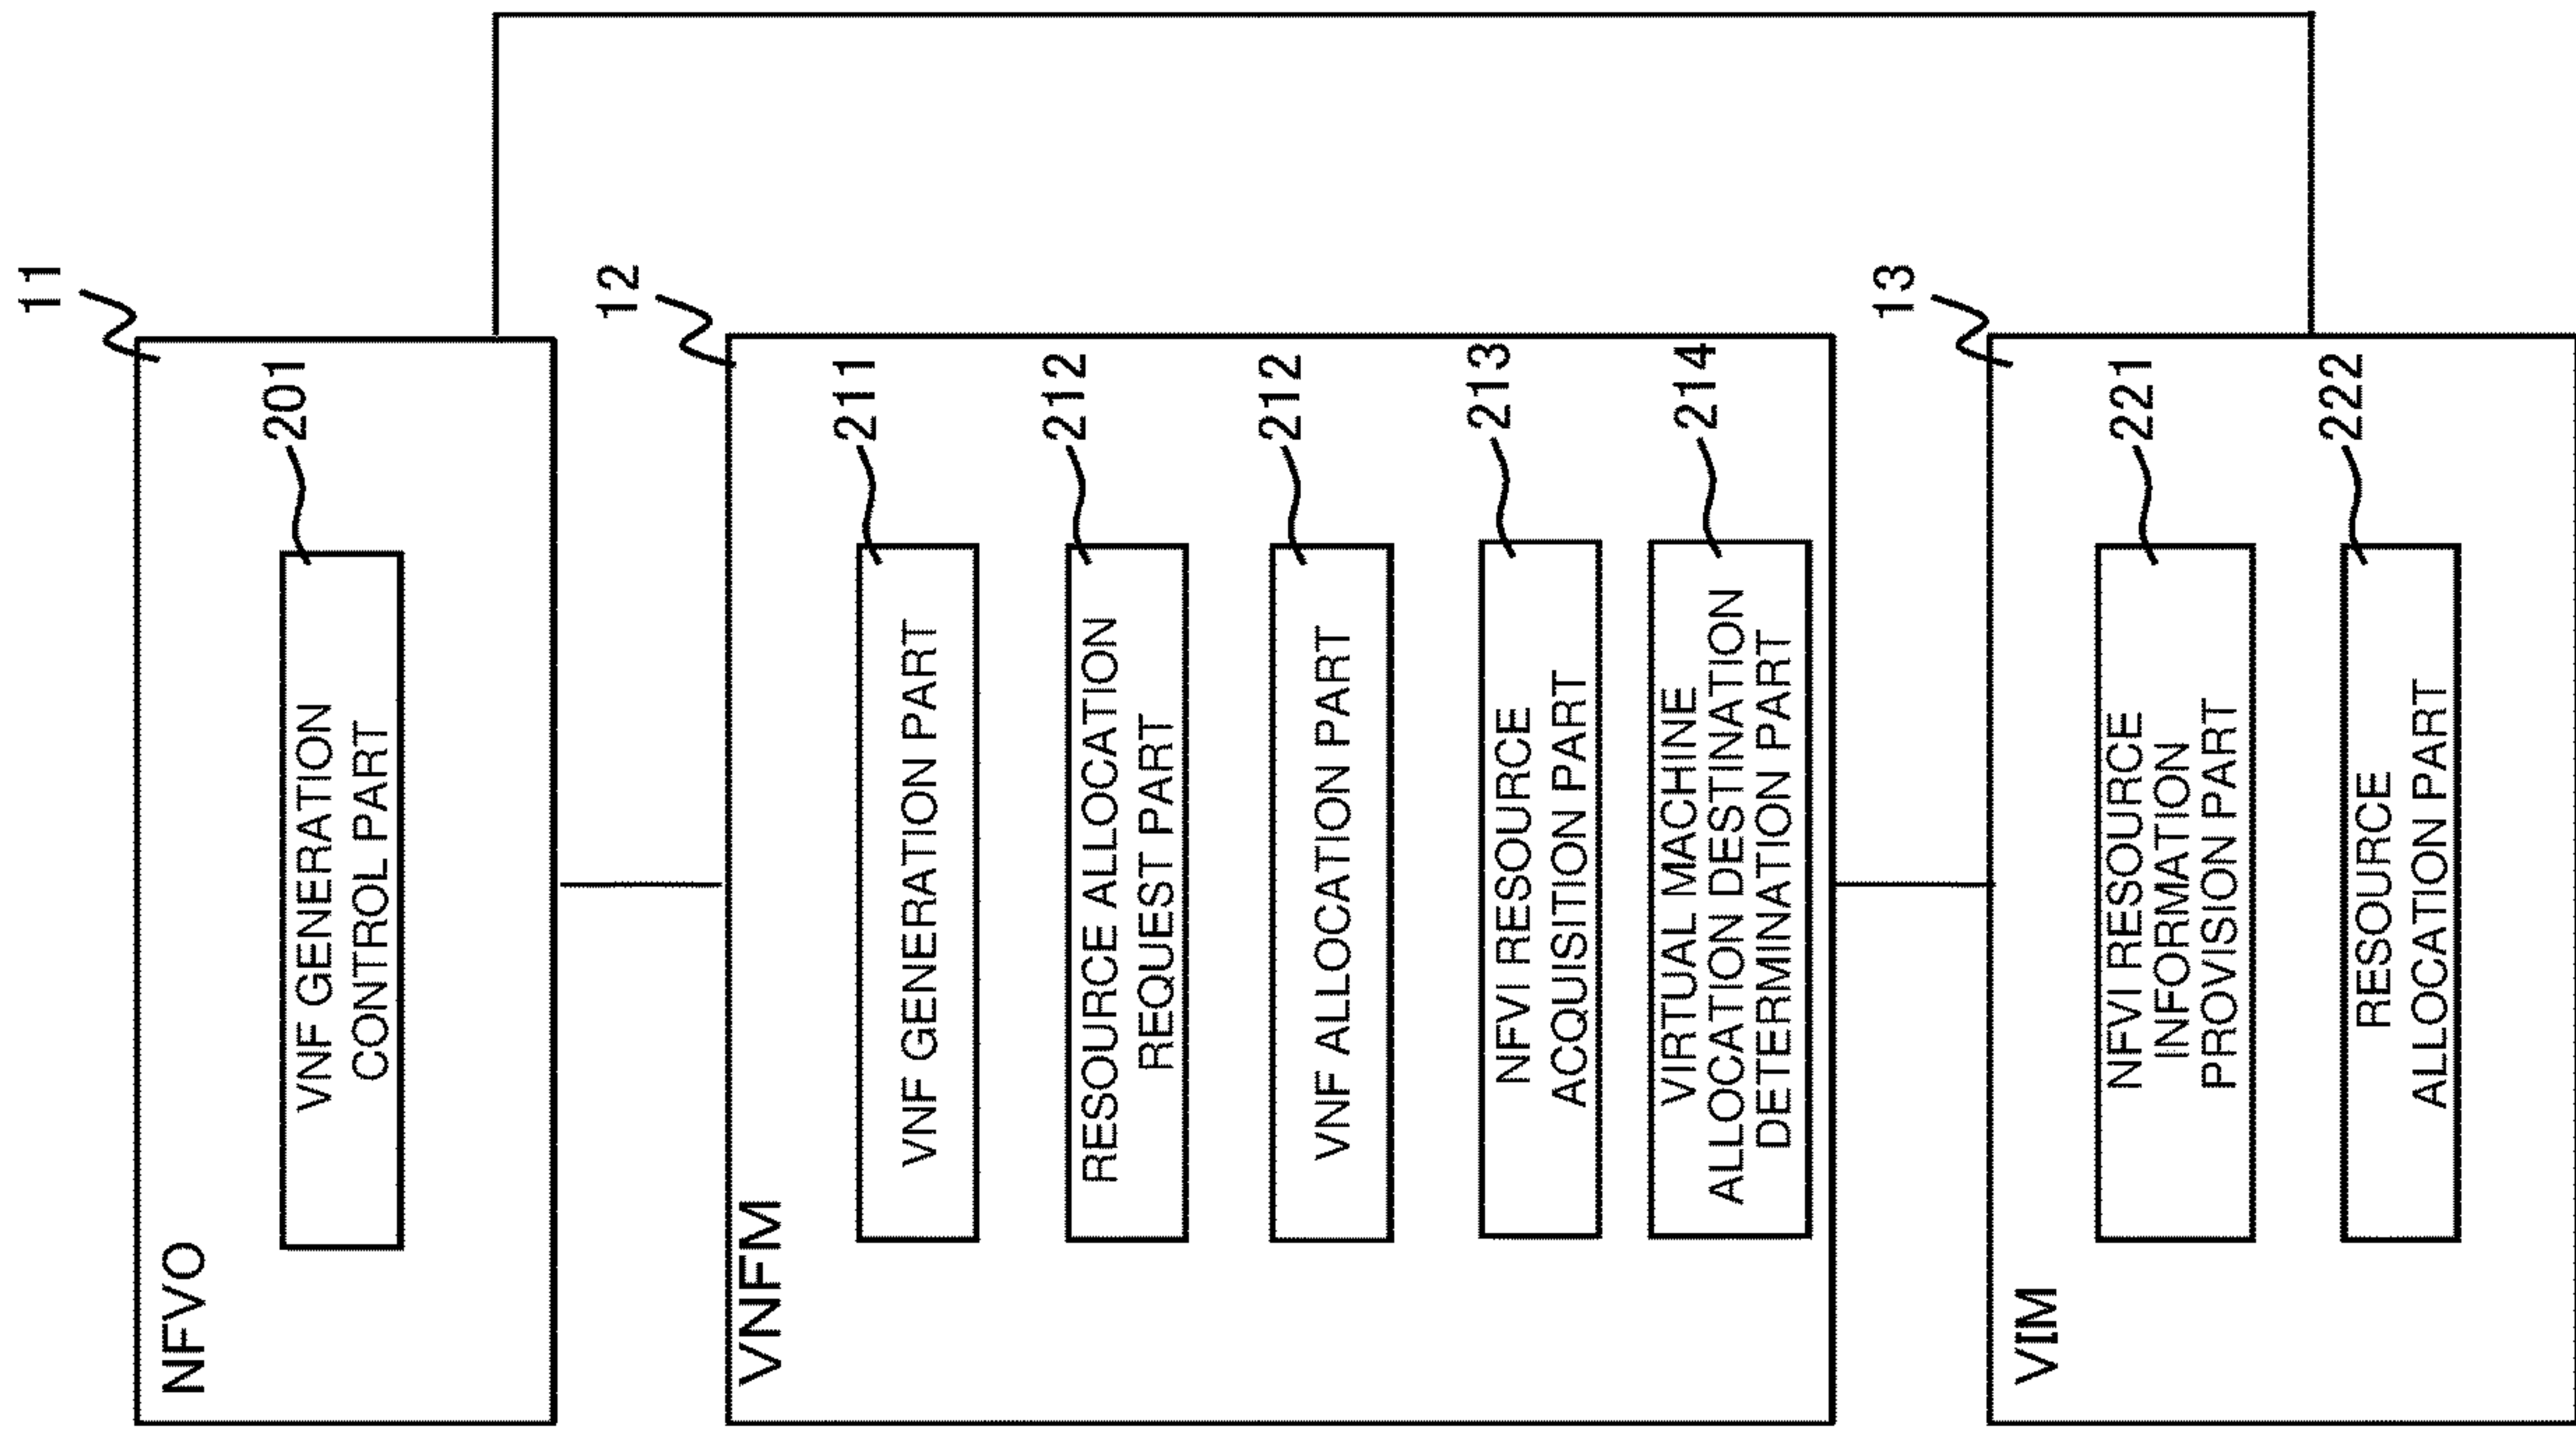 11
NFVO
201
VNF GENERATION
CONTROL PART
12
VNFM
211
VNF GENERATION PART
212
RESOURCE ALLOCATION
REQUEST PART
212
VNF ALLOCATION PART
213
NFVI RESOURCE
ACQUISITION PART
214
VIRTUAL MACHINE
ALLOCATION DESTINATION
DETERMINATION PART
13
VIM
221
NFVI RESOURCE
INFORMATION
PROVISION PART
222
RESOURCE
ALLOCATION PART